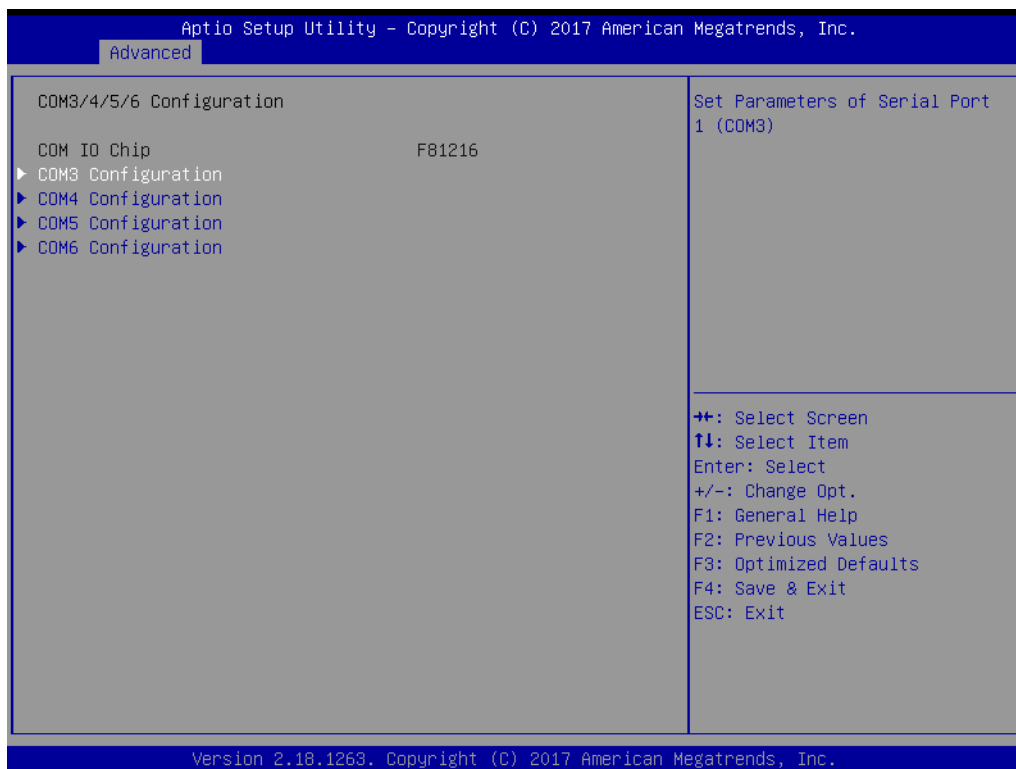 Aptio Setup Utility – Copyright (C) 2017 American Megatrends, Inc.
Advanced
COM3/4/5/6 Configuration
COM IO Chip F81216
▶ COM3 Configuration
▶ COM4 Configuration
▶ COM5 Configuration
▶ COM6 Configuration
Set Parameters of Serial Port
1 (COM3)
→←: Select Screen
↑↓: Select Item
Enter: Select
+/-: Change Opt.
F1: General Help
F2: Previous Values
F3: Optimized Defaults
F4: Save & Exit
ESC: Exit
Version 2.18.1263. Copyright (C) 2017 American Megatrends, Inc.